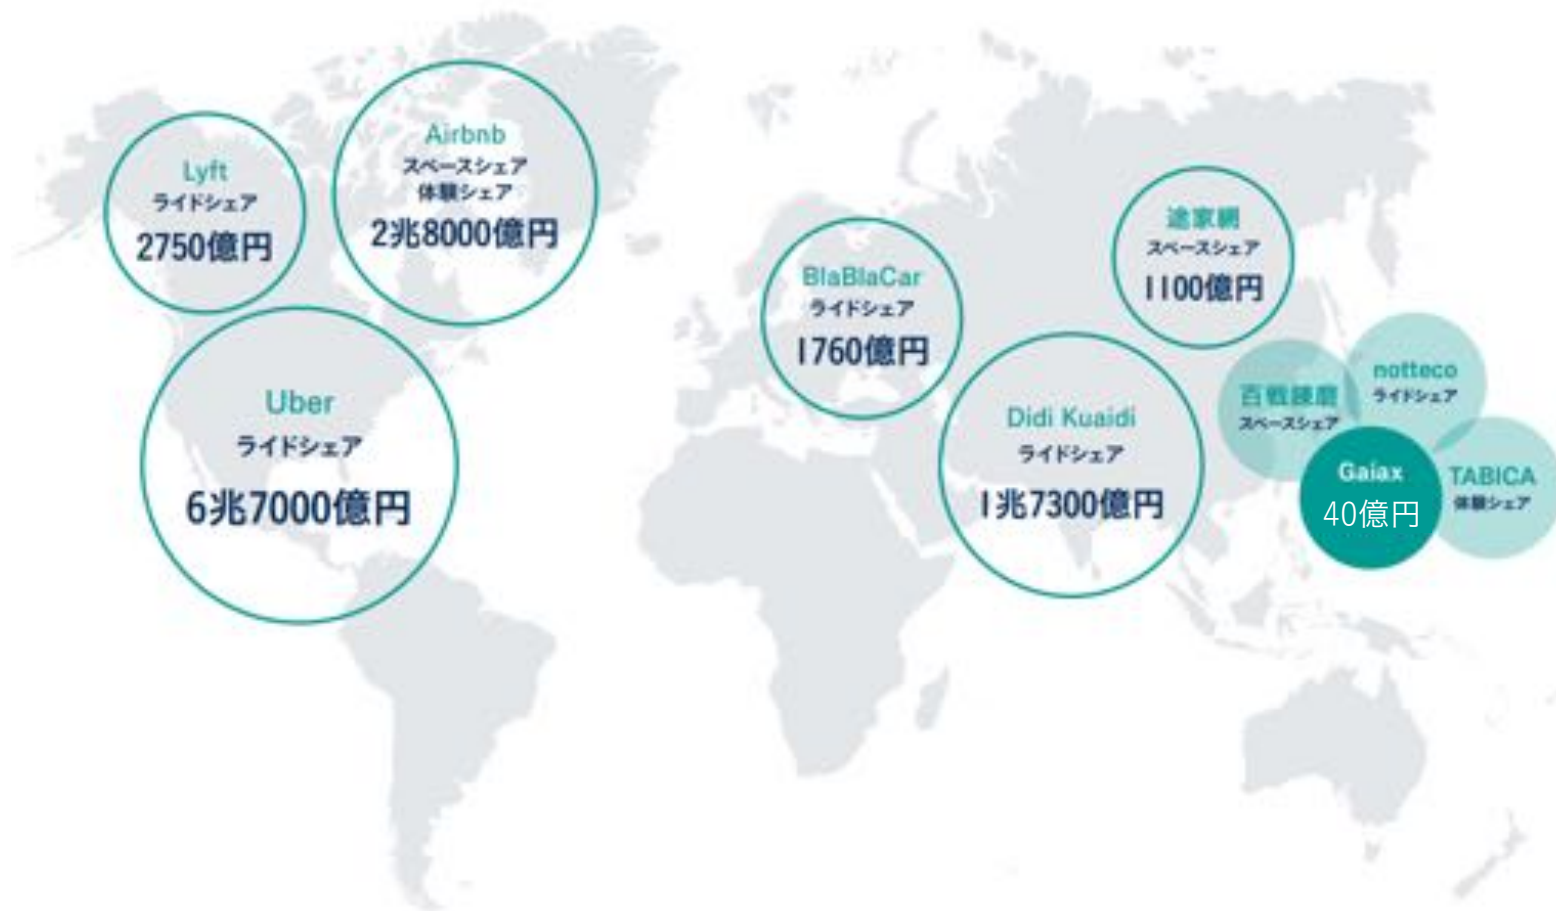 Lyft
ライドシェア
2750億円
Airbnb
スペースシェア
体験シェア
2兆8000億円
Uber
ライドシェア
6兆7000億円
BlaBlaCar
ライドシェア
1760億円
途家網
スペースシェア
1100億円
Didi Kuaidi
ライドシェア
1兆7300億円
百戦錬磨
スペースシェア
notteco
ライドシェア
Gaiax
40億円
TABICA
体験シェア